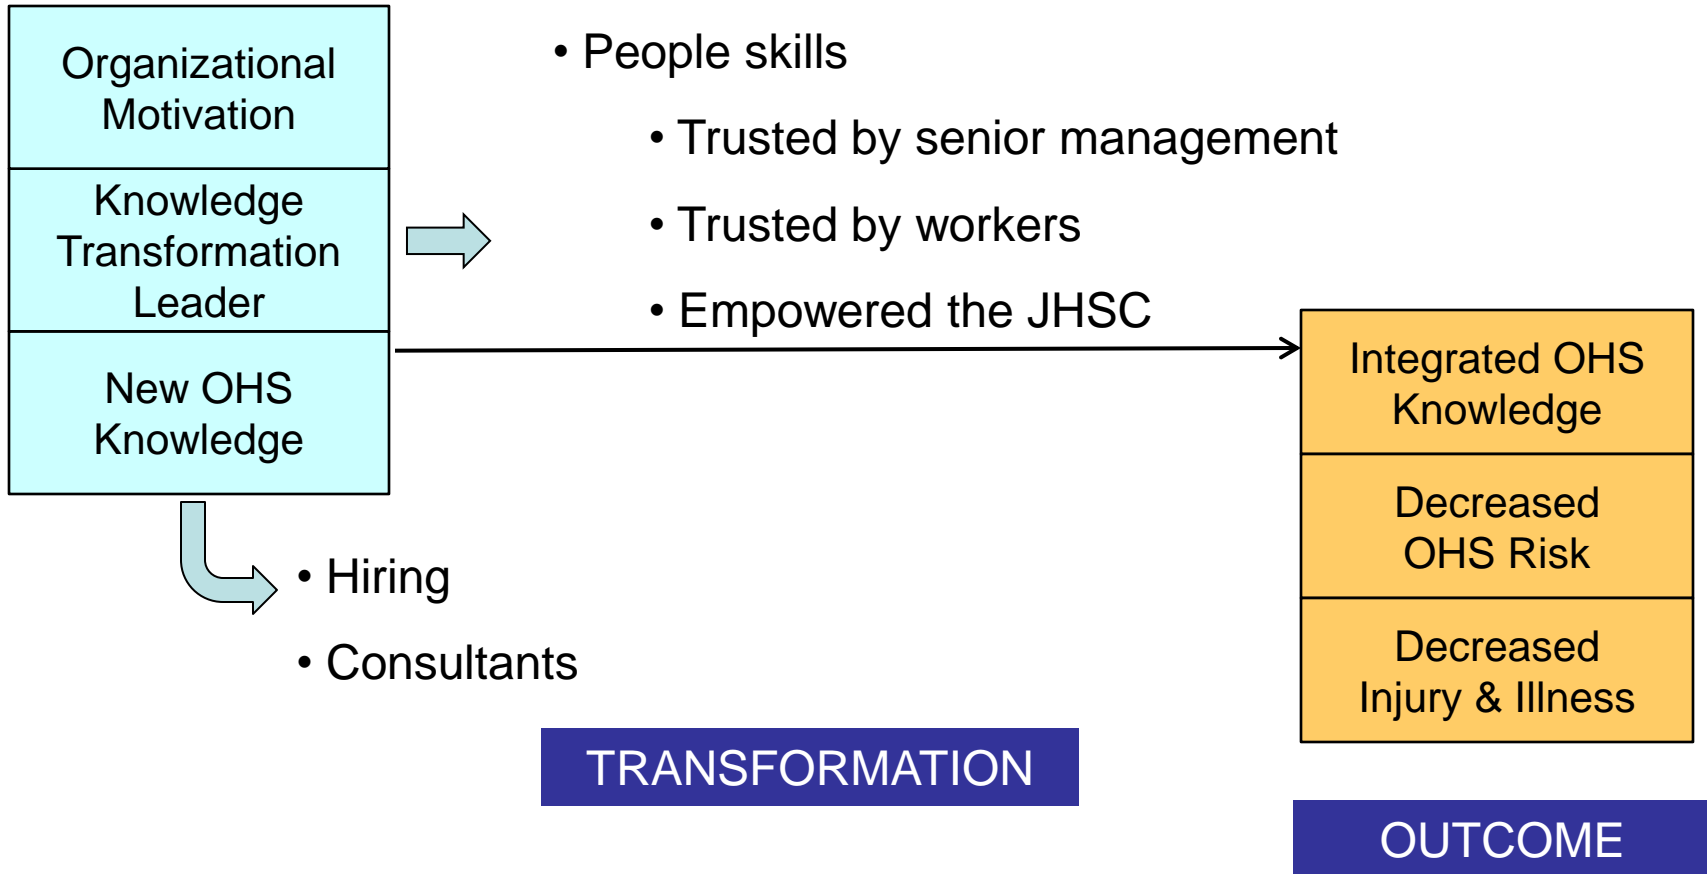 Organizational
Motivation
Knowledge
Transformation
Leader
New OHS
Knowledge
• People skills
• Trusted by senior management
• Trusted by workers
• Empowered the JHSC
• Hiring
• Consultants
Integrated OHS
Knowledge
Decreased
OHS Risk
Decreased
Injury & Illness
TRANSFORMATION
OUTCOME